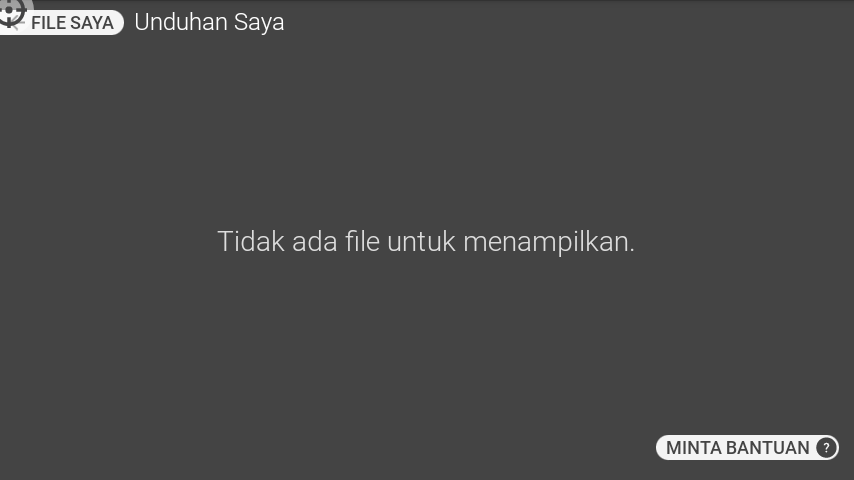 FILE SAYA Unduhan Saya
Tidak ada file untuk menampilkan.
MINTA BANTUAN ?